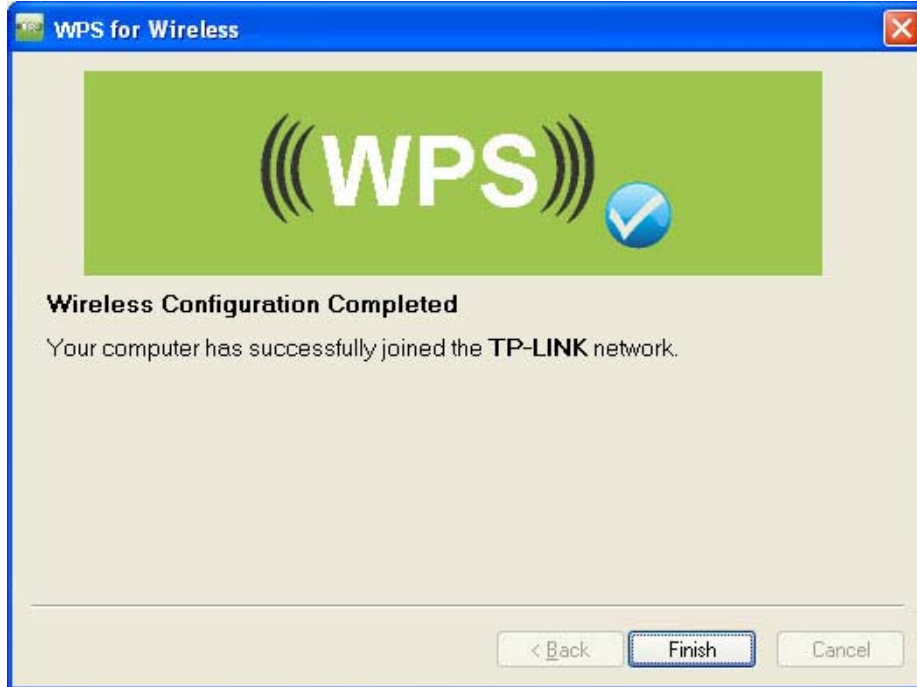 WPS for Wireless
(((WPS)))
Wireless Configuration Completed
Your computer has successfully joined the TP-LINK network.
< Back Finish Cancel